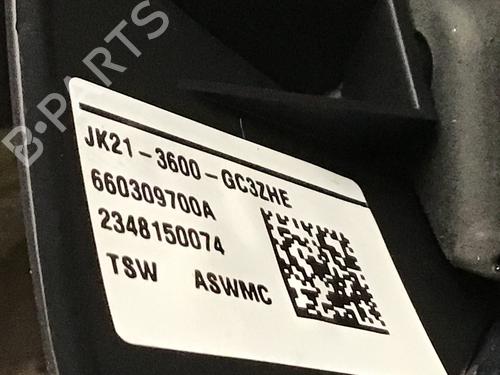 B-PARTS
JK21-3600-GC3ZHE
660309700A
2348150074
TSW ASWMC